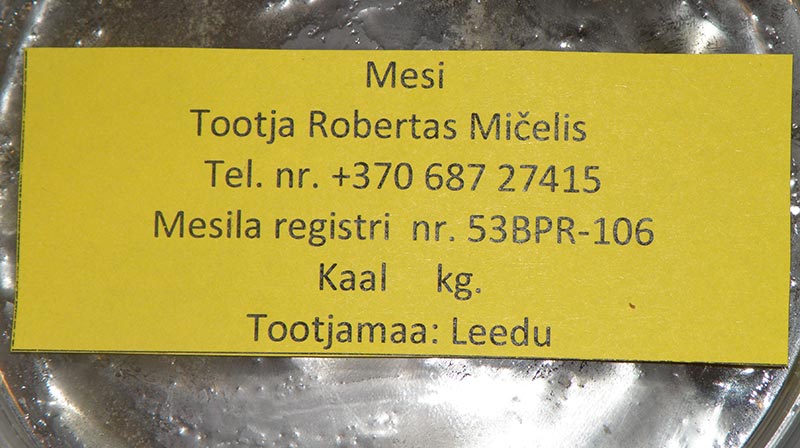 Mesi
Tootja Robertas Mičelis
Tel. nr. +370 687 27415
Mesila registri nr. 53BPR-106
Kaal kg.
Tootjamaa: Leedu